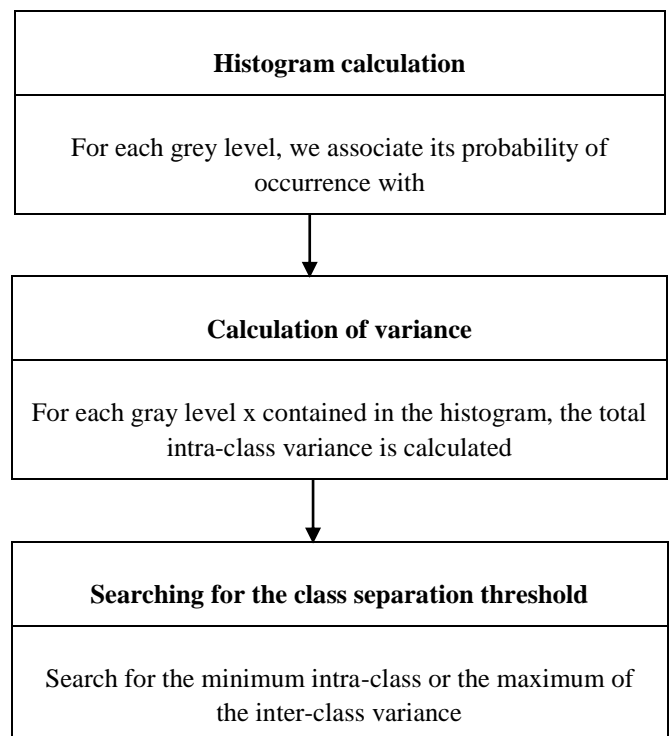 Histogram calculation
For each grey level, we associate its probability of
occurrence with
Calculation of variance
For each gray level x contained in the histogram, the total
intra-class variance is calculated
Searching for the class separation threshold
Search for the minimum intra-class or the maximum of
the inter-class variance